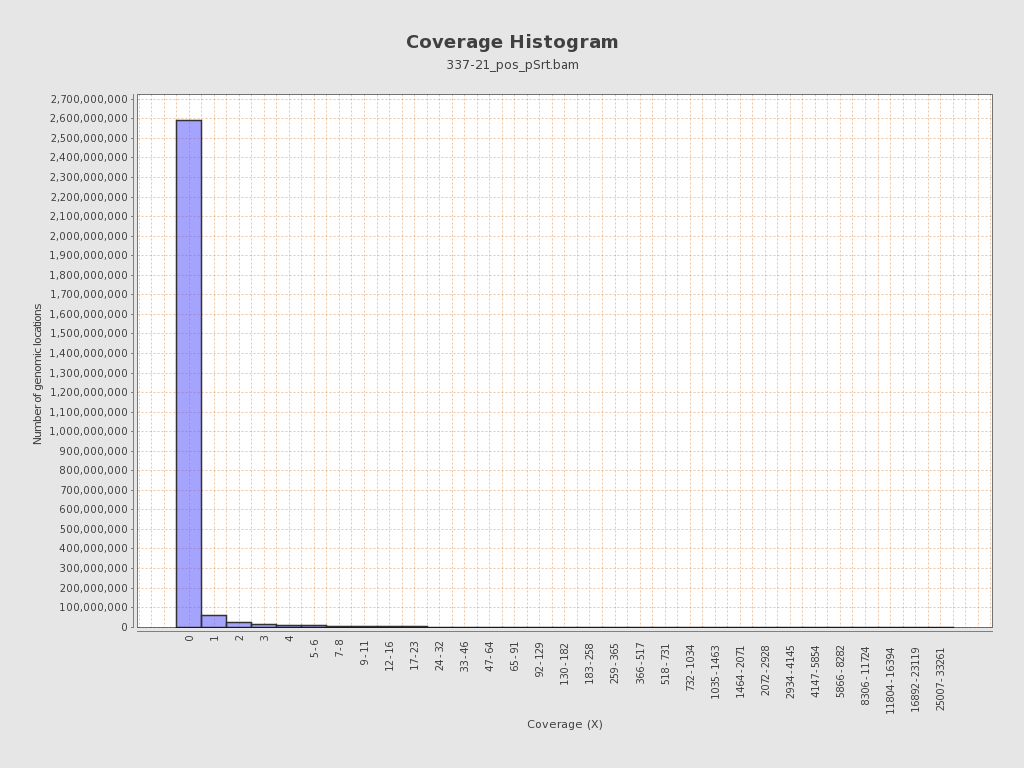 Coverage Histogram
337-21_pos_pSrt.bam
2,700,000,000
2,600,000,000
2,500,000,000
2,400,000,000
2,300,000,000
2,200,000,000
2,100,000,000
2,000,000,000
1,900,000,000
1,800,000,000
1,700,000,000
1,600,000,000
1,500,000,000
1,400,000,000
1,300,000,000
1,200,000,000
1,100,000,000
1,000,000,000
900,000,000
800,000,000
700,000,000
600,000,000
500,000,000
400,000,000
300,000,000
200,000,000
100,000,000
0
Number of genomic locations
0
1
2
3
4
5 - 6
7 - 8
9 - 11
12 - 16
17 - 23
24 - 32
33 - 46
47 - 64
65 - 91
92 - 129
130 - 182
183 - 258
259 - 365
366 - 517
518 - 731
732 - 1034
1035 - 1463
1464 - 2071
2072 - 2928
2934 - 4145
4147 - 5854
5866 - 8282
8306 - 11724
11804 - 16394
16892 - 23119
25007 - 33261
Coverage (X)